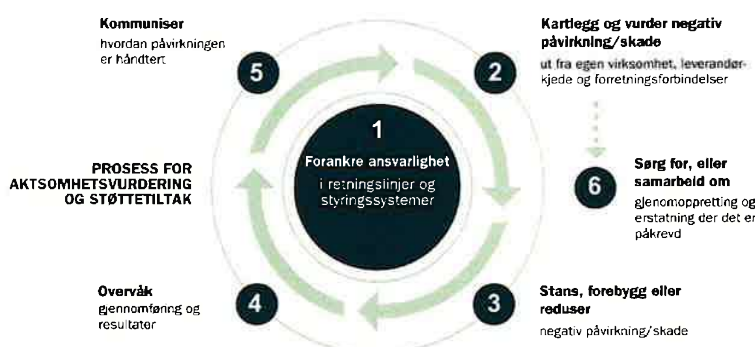 Kommuniser
hvordan påvirkningen
er håndtert
5
Kartlegg og vurder negativ
påvirkning/skade
ut fra egen virksomhet, leverandør-
kjede og forretningsforbindelser
2
1
Forankre ansvarlighet
i retningslinjer og
styringssystemer
PROSESS FOR
AKTSOMHETSVURDERING
OG STØTTETILTAK
6
Sørg for, eller
samarbeid om
gjenomoppretting og
erstatning der det er
påkrevd
Overvåk
gjennomføring og
resultater
4
3
Stans, forebygg eller
reduser
negativ påvirkning/skade